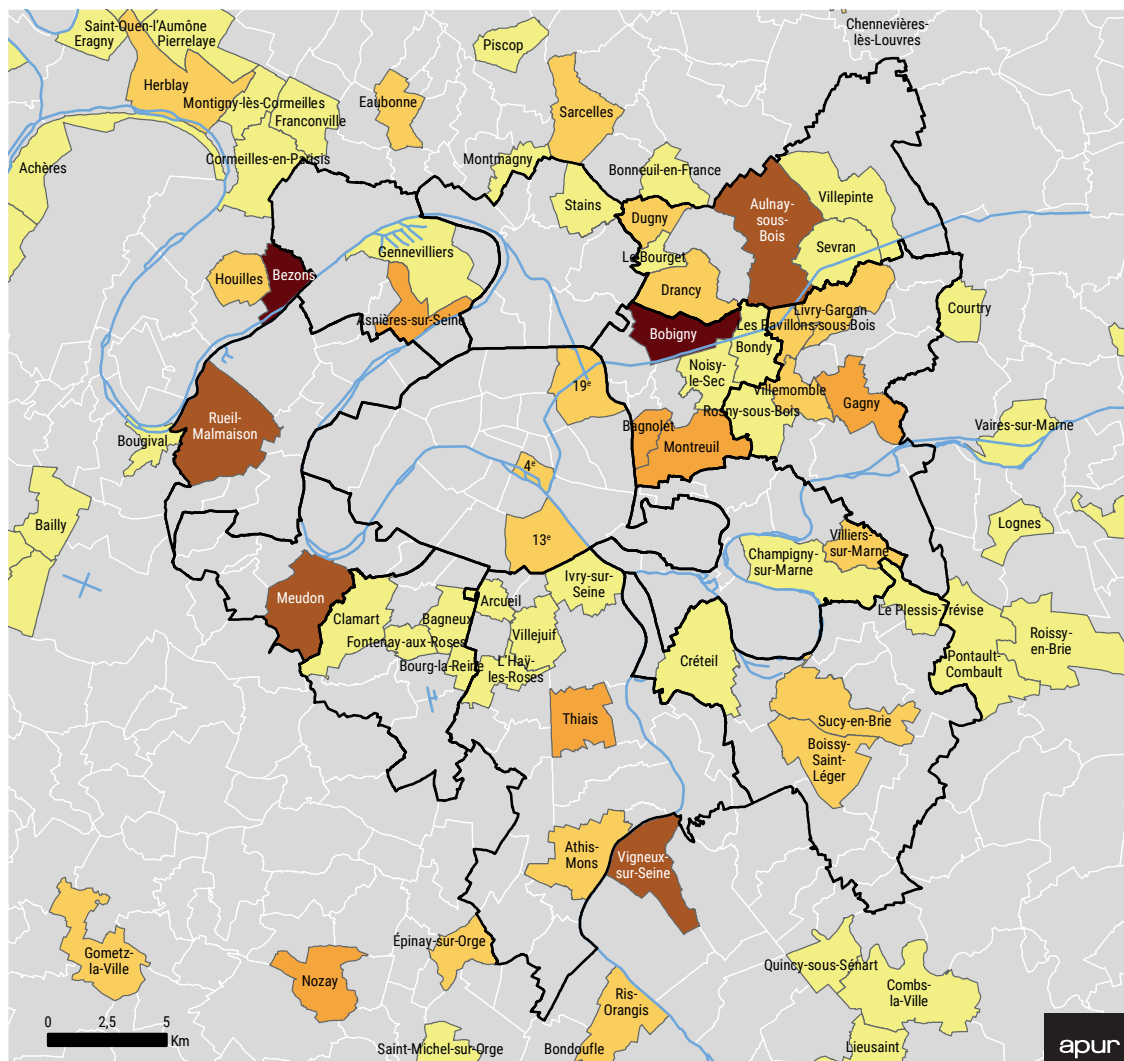 Saint-Ouen-l'Aumône
Eragny
Pierrelaye
Chennevières-
lès-Louvres
Piscop
Herblay
Montigny-lès-Cormeilles
Franconville
Eaubonne
Sarcelles
Achères
Cormeilles-en-Parisis
Montmagny
Bonneuil-en-France
Stains
Villepinte
Aulnay-
sous-
Bois
Dugny
Sevran
Gennevilliers
Le Bourget
Houilles
Bezons
Drancy
Courtry
Livry-Gargan
Asnières-sur-Seine
Bobigny
Les Pavillons-sous-Bois
Bondy
Noisy-
le-Sec
19e
Villemomble
Gagny
Rueil-
Malmaison
Rosny-sous-Bois
Bagnolet
Montreuil
Vaires-sur-Marne
Bougival
4e
Bailly
Lognes
13e
Villiers-
sur-Marne
Champigny-
sur-Marne
Ivry-sur-
Seine
Meudon
Arcueil
Clamart
Bagneux
Le Plessis-Trévise
Fontenay-aux-Roses
Villejuif
Roissy-
en-Brie
Bourg-la-Reine
L'Haÿ-
les-Roses
Créteil
Pontault-
Combault
Thiais
Sucy-en-Brie
Boissy-
Saint-
Léger
Athis-
Mons
Vigneux-
sur-Seine
Épinay-sur-Orge
Gometz-
la-Ville
Nozay
Quincy-sous-Sénart
Combs-
la-Ville
Ris-
Orangis
0 2,5 5
Km
Saint-Michel-sur-Orge
Bondoufle
Lieusaint
apur